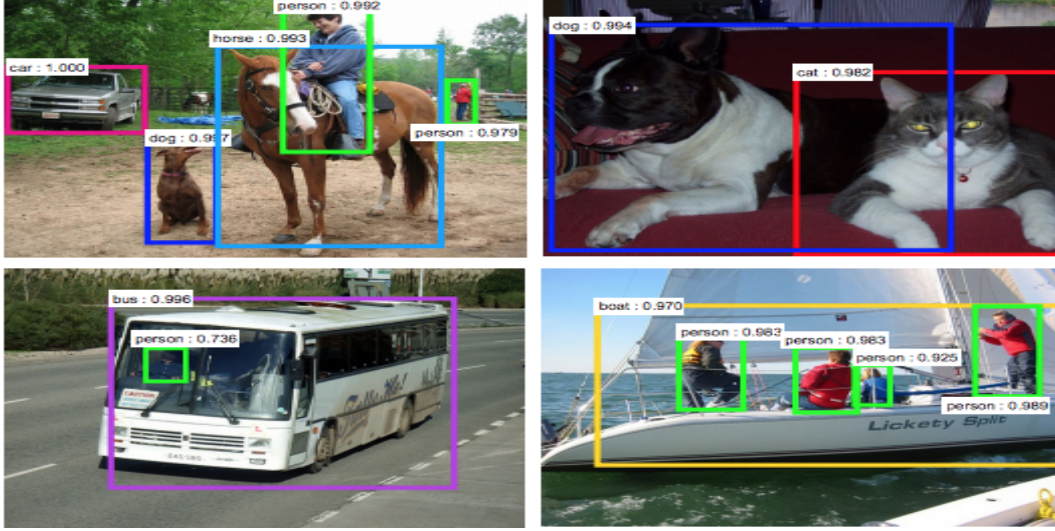 person : 0.992
horse : 0.993
car : 1.000
dog : 0.997
person : 0.979
dog : 0.994
cat : 0.982
bus : 0.996
person : 0.736
CAUTION
L
boat : 0.970
person : 0.983
person : 0.983
person : 0.925
person : 0.989
Lickety Split